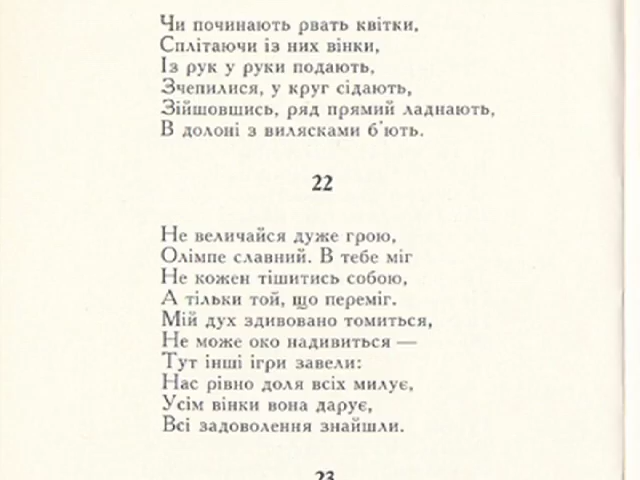 Чи починають рвать квітки,
Сплітаючи із них вінки,
Із рук у руки подають,
Зчепилися, у круг сідають,
Зійшовшись, ряд прямий ладнають,
В долоні з вилясками б'ють.
22
Не величайся дуже грою,
Олімпе славний. В тебе міг
Не кожен тішитись собою,
А тільки той, що переміг.
Мій дух здивовано томиться,
Не може око надивиться —
Тут інші ігри завели:
Нас рівно доля всіх милує,
Усім вінки вона дарує,
Всі задоволення знайшли.
23